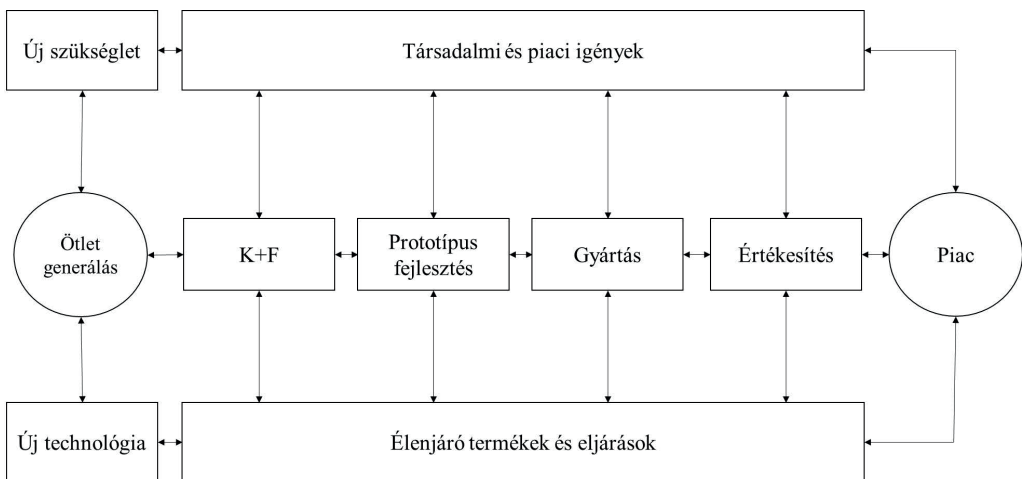 Új szükséglet
Társadalmi és piaci igények
Ötlet
generálás
K+F
Prototípus
fejlesztés
Gyártás
Értékesítés
Piac
Új technológia
Élenjáró termékek és eljárások